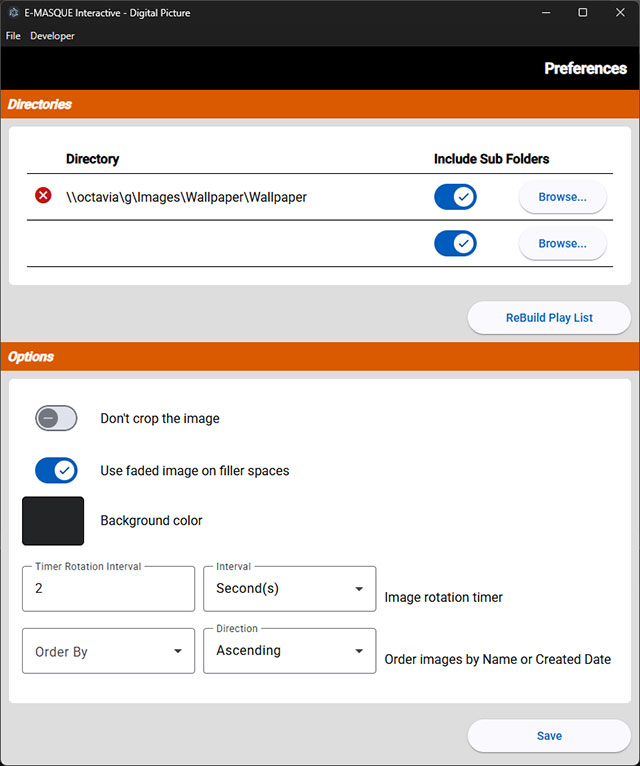 E-MASQUE Interactive - Digital Picture
File Developer
Preferences
Directories
Directory Include Sub Folders
\\octavia\g\Images\Wallpaper\Wallpaper Browse...
Browse...
ReBuild Play List
Options
Don't crop the image
Use faded image on filler spaces
Background color
Timer Rotation Interval Interval
2 Second(s)
Image rotation timer
Direction
Order By Ascending
Order images by Name or Created Date
Save